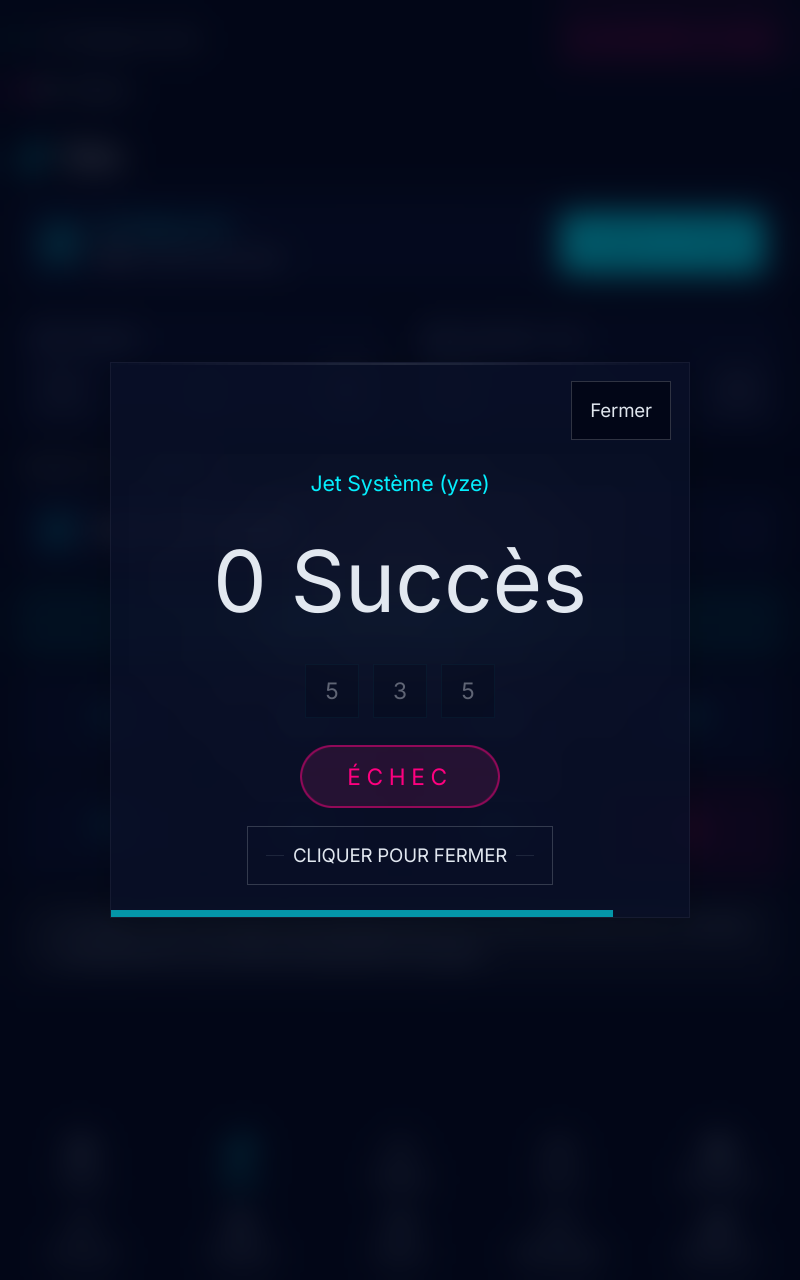 Fermer
Jet Système (yze)
0 Succès
5 3 5
ÉCHEC
CLIQUER POUR FERMER